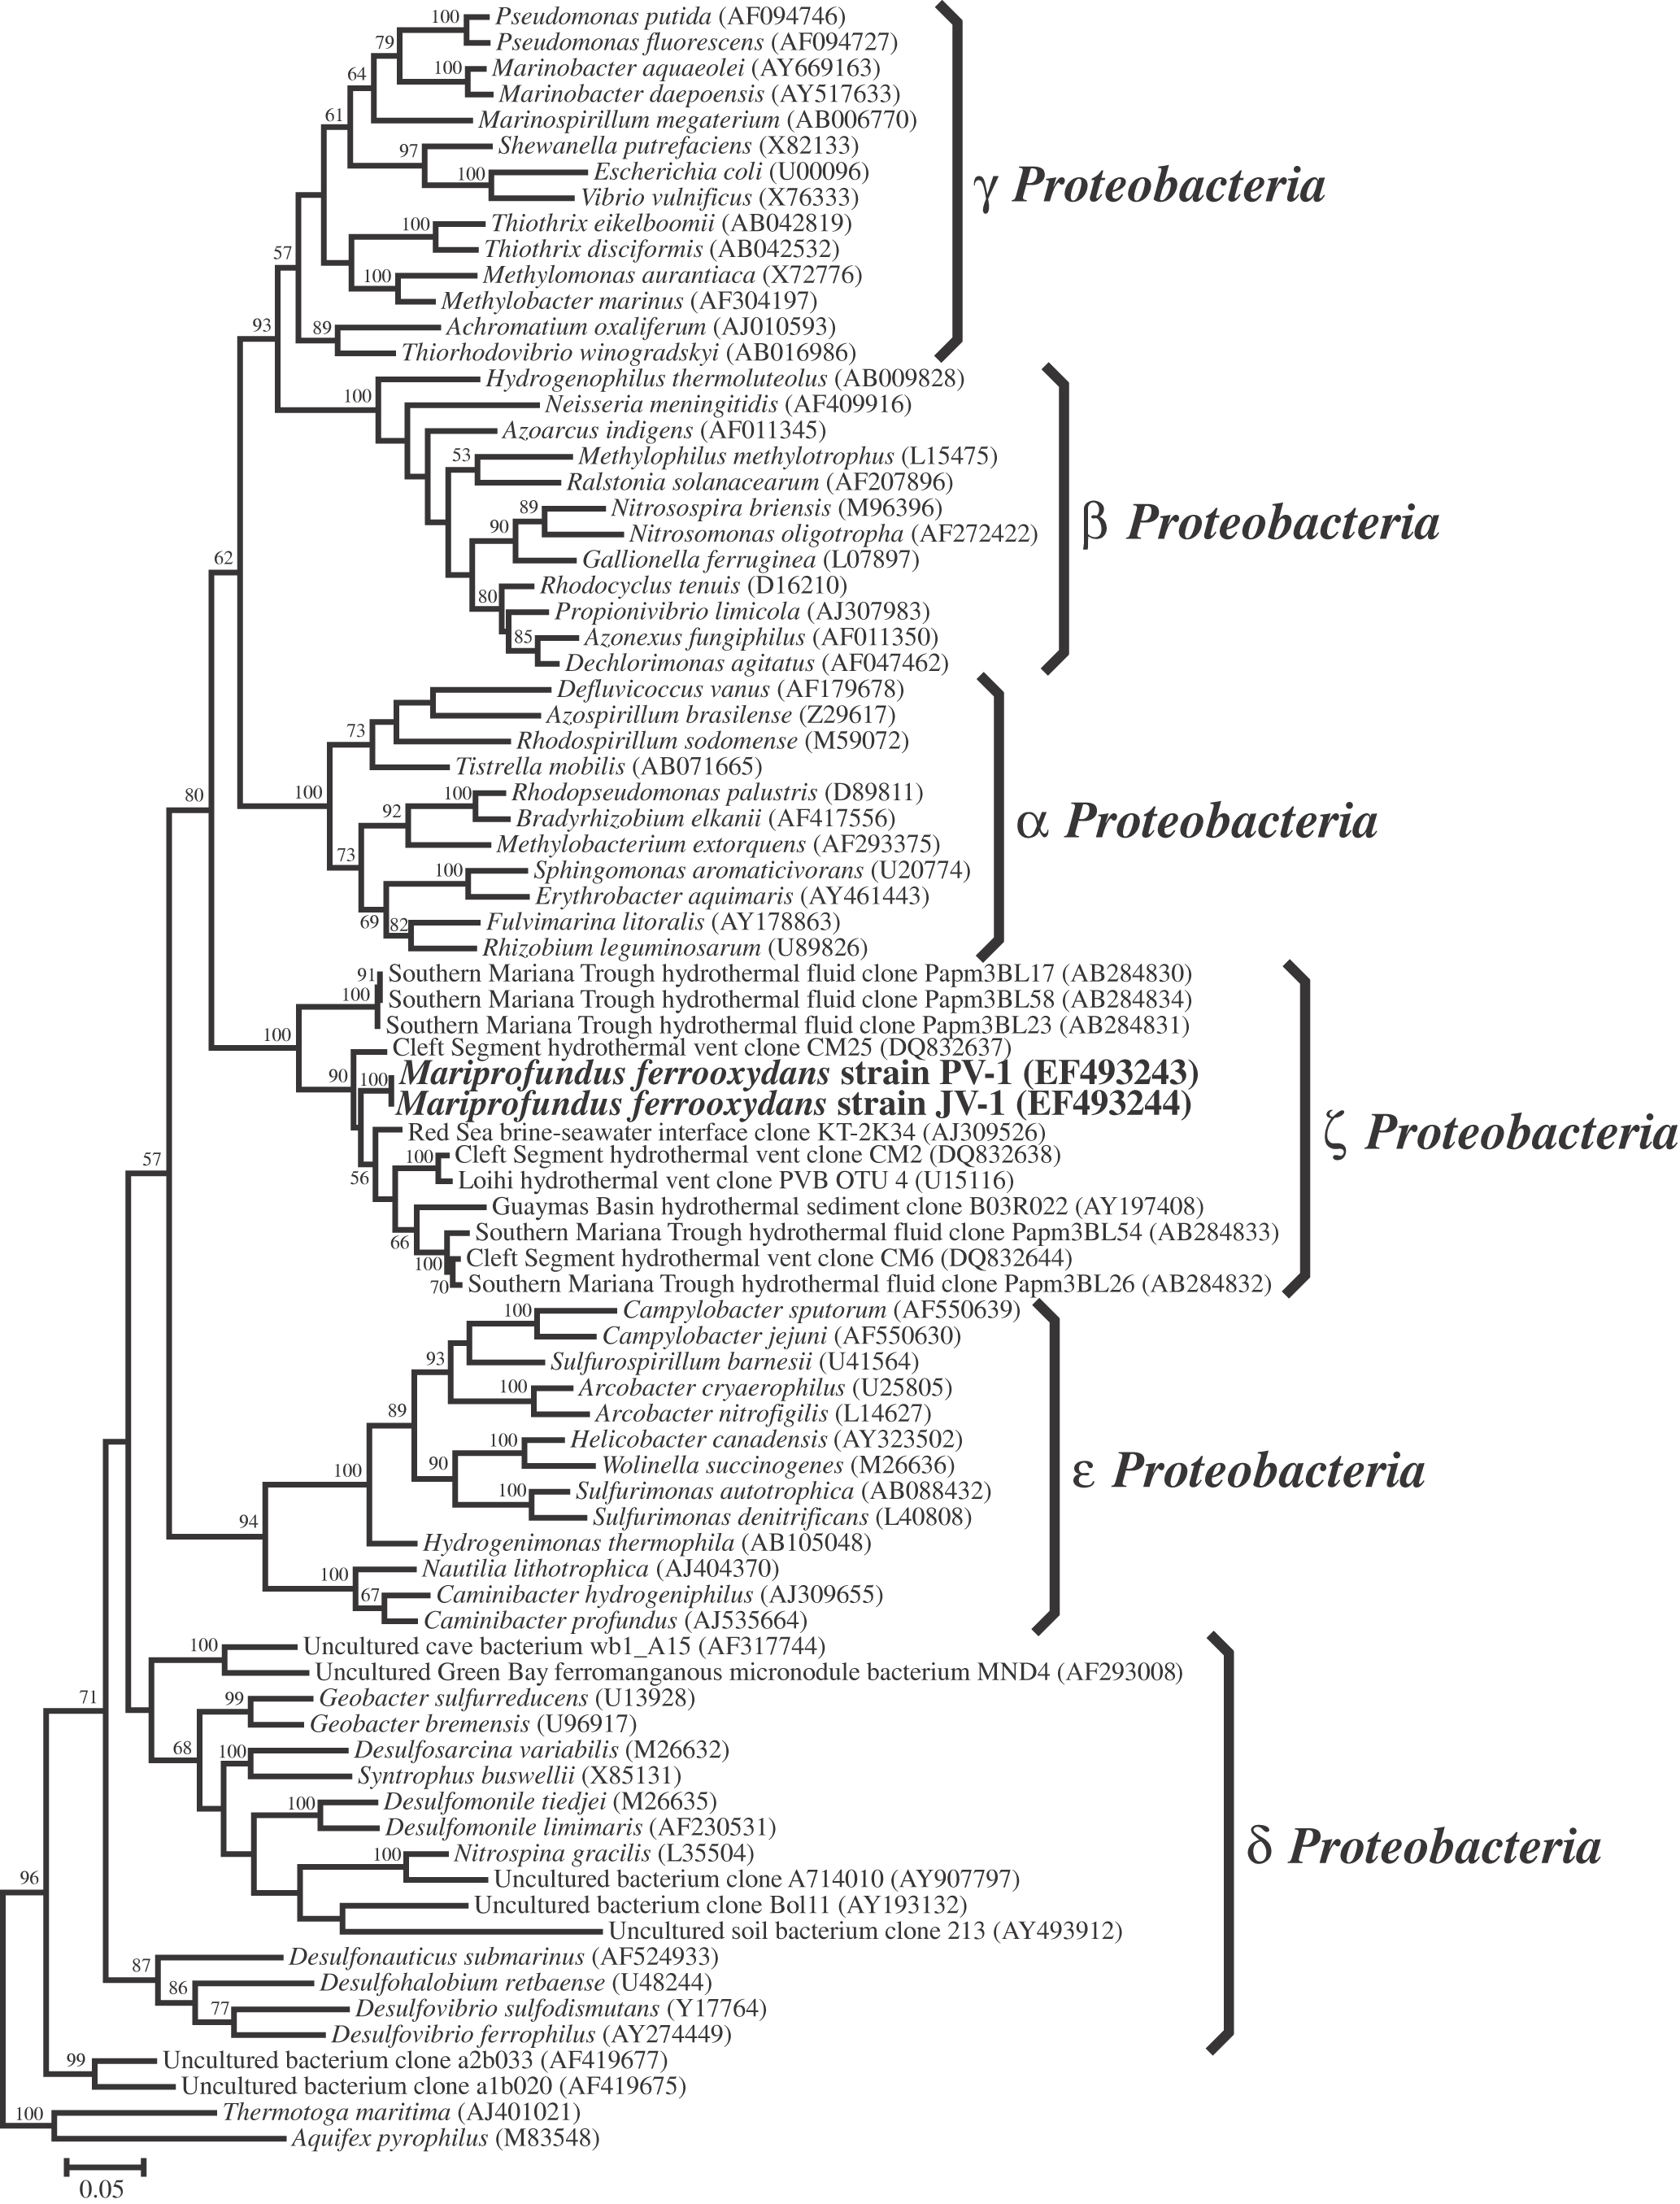 100 Pseudomonas putida (AF094746)
79 Pseudomonas fluorescens (AF094727)
64 100 Marinobacter aquaeolei (AY669163)
Marinobacter daepoensis (AY517633)
61 Marinospirillum megaterium (AB006770)
97 Shewanella putrefaciens (X82133)
100 Escherichia coli (U00096)
Vibrio vulnificus (X76333)
γ Proteobacteria
100 Thiothrix eikelboomii (AB042819)
57 Thiothrix disciformis (AB042532)
100 Methylomonas aurantiaca (X72776)
Methylobacter marinus (AF304197)
93 89 Achromatium oxaliferum (AJ010593)
Thiorhodovibrio winogradskyi (AB016986)
Hydrogenophilus thermoluteolus (AB009828)
100 Neisseria meningitidis (AF409916)
Azoarcus indigens (AF011345)
53 Methylophilus methylotrophus (L15475)
Ralstonia solanacearum (AF207896)
89 Nitrosospira briensis (M96396)
β Proteobacteria
90 Nitrosomonas oligotropha (AF272422)
62 Gallionella ferruginea (L07897)
80 Rhodocyclus tenuis (D16210)
Propionivibrio limicola (AJ307983)
85 Azonexus fungiphilus (AF011350)
Dechlorimonas agitatus (AF047462)
Defluvicoccus vanus (AF179678)
Azospirillum brasilense (Z29617)
73 Rhodospirillum sodomense (M59072)
Tistrella mobilis (AB071665)
80 100 100 Rhodopseudomonas palustris (D89811)
92 Bradyrhizobium elkanii (AF417556)
α Proteobacteria
73 Methylobacterium extorquens (AF293375)
100 Sphingomonas aromaticivorans (U20774)
Erythrobacter aquimaris (AY461443)
69 82 Fulvimarina litoralis (AY178863)
Rhizobium leguminosarum (U89826)
91 Southern Mariana Trough hydrothermal fluid clone Papm3BL17 (AB284830)
100 Southern Mariana Trough hydrothermal fluid clone Papm3BL58 (AB284834)
100 Southern Mariana Trough hydrothermal fluid clone Papm3BL23 (AB284831)
Cleft Segment hydrothermal vent clone CM25 (DQ832637)
90 100 Mariprofundus ferrooxydans strain PV-1 (EF493243)
Mariprofundus ferrooxydans strain JV-1 (EF493244)
Red Sea brine-seawater interface clone KT-2K34 (AJ309526)
ζ Proteobacteria
57 100 Cleft Segment hydrothermal vent clone CM2 (DQ832638)
56 Loihi hydrothermal vent clone PVB OTU 4 (U15116)
Guaymas Basin hydrothermal sediment clone B03R022 (AY197408)
66 Southern Mariana Trough hydrothermal fluid clone Papm3BL54 (AB284833)
100 Cleft Segment hydrothermal vent clone CM6 (DQ832644)
70 Southern Mariana Trough hydrothermal fluid clone Papm3BL26 (AB284832)
100 Campylobacter sputorum (AF550639)
Campylobacter jejuni (AF550630)
93 Sulfurospirillum barnesii (U41564)
100 Arcobacter cryaerophilus (U25805)
89 Arcobacter nitrofigilis (L14627)
100 Helicobacter canadensis (AY323502)
100 90 Wolinella succinogenes (M26636)
ε Proteobacteria
100 Sulfurimonas autotrophica (AB088432)
94 Sulfurimonas denitrificans (L40808)
Hydrogenimonas thermophila (AB105048)
100 Nautilia lithotrophica (AJ404370)
67 Caminibacter hydrogeniphilus (AJ309655)
Caminibacter profundus (AJ535664)
100 Uncultured cave bacterium wb1_A15 (AF317744)
Uncultured Green Bay ferromanganous micronodule bacterium MND4 (AF293008)
71 99 Geobacter sulfurreducens (U13928)
Geobacter bremensis (U96917)
68 100 Desulfosarcina variabilis (M26632)
Syntrophus buswellii (X85131)
100 Desulfomonile tiedjei (M26635)
Desulfomonile limimaris (AF230531)
δ Proteobacteria
100 Nitrospina gracilis (L35504)
96 Uncultured bacterium clone A714010 (AY907797)
Uncultured bacterium clone Bol11 (AY193132)
Uncultured soil bacterium clone 213 (AY493912)
87 Desulfonauticus submarinus (AF524933)
86 Desulfohalobium retbaense (U48244)
77 Desulfovibrio sulfodismutans (Y17764)
Desulfovibrio ferrophilus (AY274449)
99 Uncultured bacterium clone a2b033 (AF419677)
Uncultured bacterium clone a1b020 (AF419675)
100 Thermotoga maritima (AJ401021)
Aquifex pyrophilus (M83548)
0.05